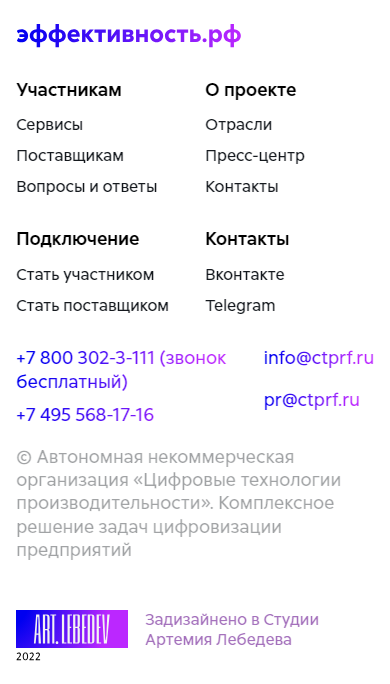 эффективность.рф
Участникам
Сервисы
Поставщикам
Вопросы и ответы
О проекте
Отрасли
Пресс-центр
Контакты
Подключение
Стать участником
Стать поставщиком
Контакты
Вконтакте
Telegram
+7 800 302-3-111 (звонок
бесплатный)
+7 495 568-17-16
info@ctprf.ru
pr@ctprf.ru
© Автономная некоммерческая
организация «Цифровые технологии
производительности». Комплексное
решение задач цифровизации
предприятий
ART. LEBEDEV
2022
Задизайнено в Студии
Артемия Лебедева